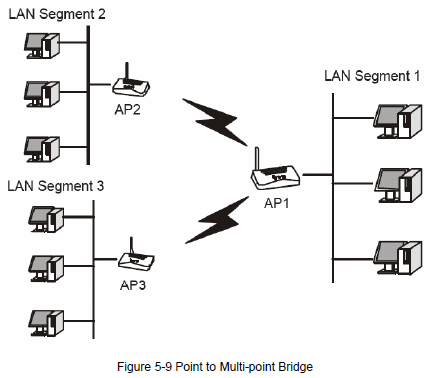 LAN Segment 2
AP2
LAN Segment 1
AP1
LAN Segment 3
AP3
Figure 5-9 Point to Multi-point Bridge